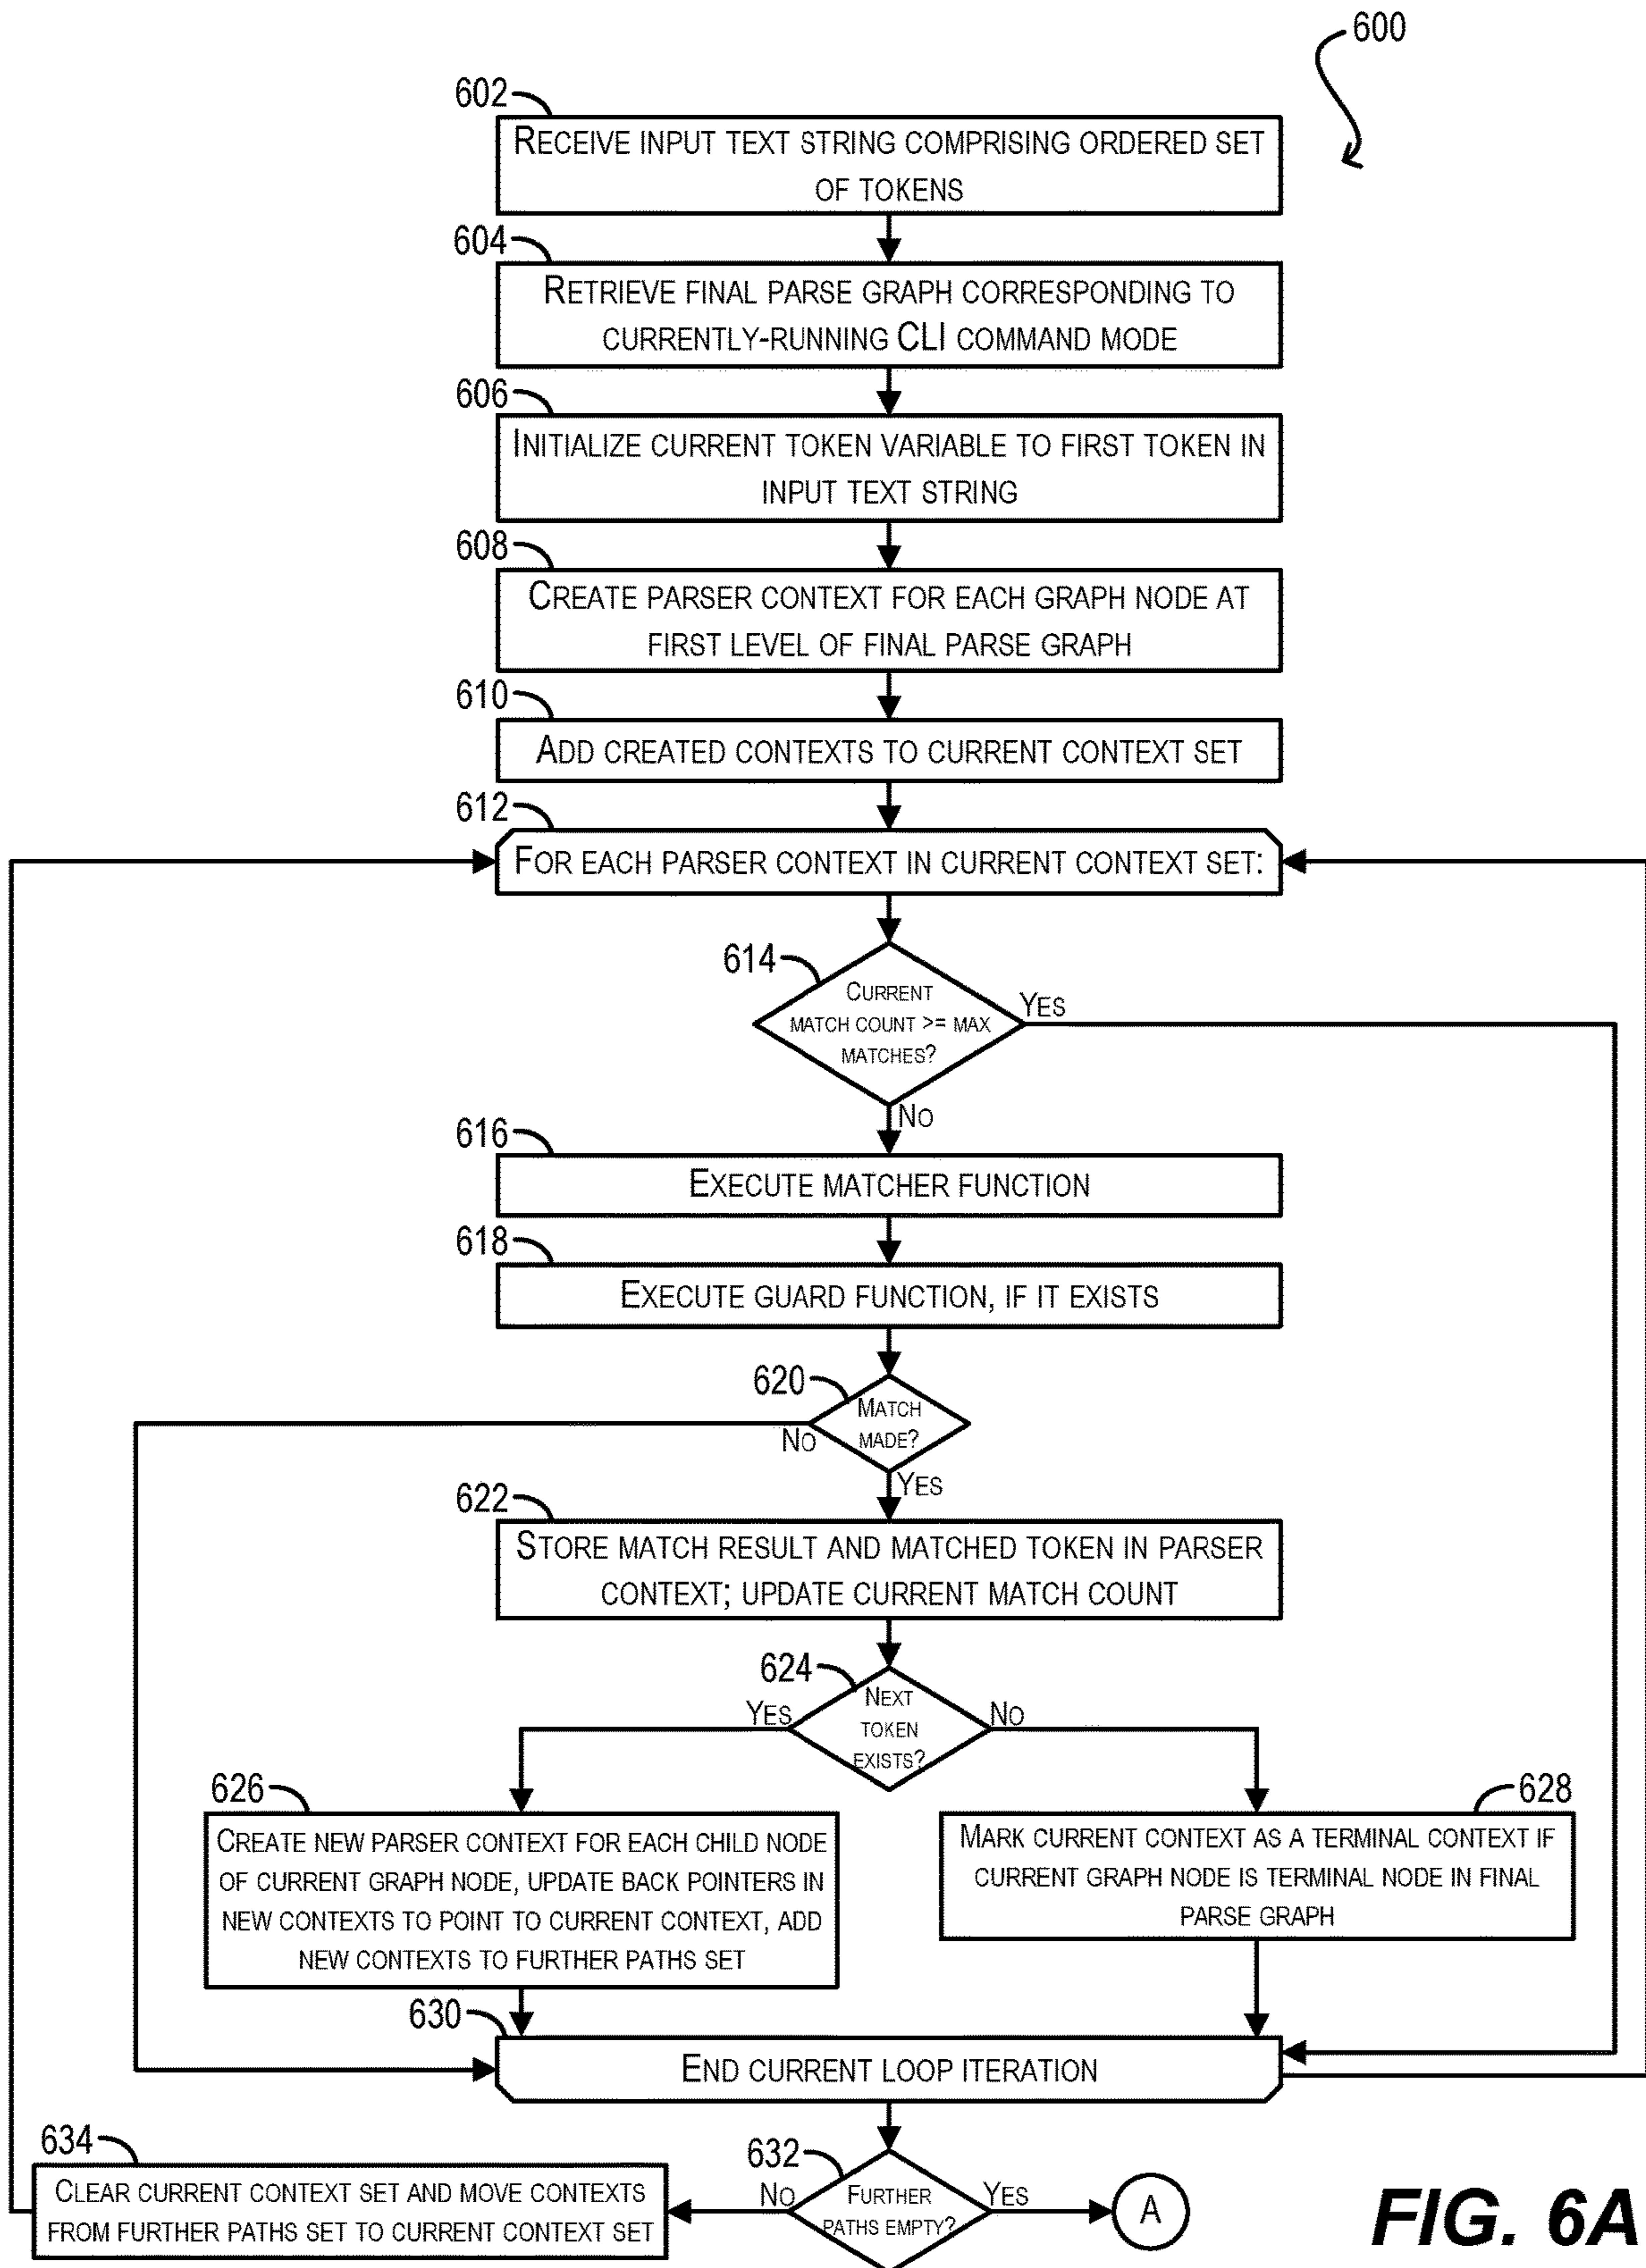 600
602
RECEIVE INPUT TEXT STRING COMPRISING ORDERED SET
OF TOKENS
604
RETRIEVE FINAL PARSE GRAPH CORRESPONDING TO
CURRENTLY-RUNNING CLI COMMAND MODE
606
INITIALIZE CURRENT TOKEN VARIABLE TO FIRST TOKEN IN
INPUT TEXT STRING
608
CREATE PARSER CONTEXT FOR EACH GRAPH NODE AT
FIRST LEVEL OF FINAL PARSE GRAPH
610
ADD CREATED CONTEXTS TO CURRENT CONTEXT SET
612
FOR EACH PARSER CONTEXT IN CURRENT CONTEXT SET:
614
CURRENT
MATCH COUNT >= MAX
MATCHES?
YES
NO
616
EXECUTE MATCHER FUNCTION
618
EXECUTE GUARD FUNCTION, IF IT EXISTS
620
MATCH
MADE?
NO
YES
622
STORE MATCH RESULT AND MATCHED TOKEN IN PARSER
CONTEXT; UPDATE CURRENT MATCH COUNT
624
NEXT
TOKEN
EXISTS?
YES
NO
626
CREATE NEW PARSER CONTEXT FOR EACH CHILD NODE
OF CURRENT GRAPH NODE, UPDATE BACK POINTERS IN
NEW CONTEXTS TO POINT TO CURRENT CONTEXT, ADD
NEW CONTEXTS TO FURTHER PATHS SET
628
MARK CURRENT CONTEXT AS A TERMINAL CONTEXT IF
CURRENT GRAPH NODE IS TERMINAL NODE IN FINAL
PARSE GRAPH
630
END CURRENT LOOP ITERATION
632
FURTHER
PATHS EMPTY?
NO
YES
634
CLEAR CURRENT CONTEXT SET AND MOVE CONTEXTS
FROM FURTHER PATHS SET TO CURRENT CONTEXT SET
A
FIG. 6A